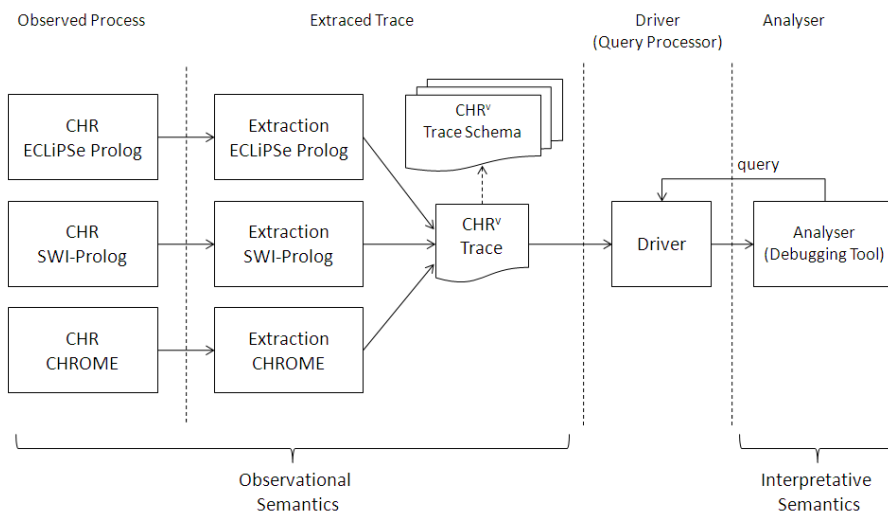 Observed Process
Extraced Trace
Driver
(Query Processor)
Analyser
CHR
ECLiPSe Prolog
Extraction
ECLiPSe Prolog
CHRᵛ
Trace Schema
query
CHR
SWI-Prolog
Extraction
SWI-Prolog
CHRᵛ
Trace
Driver
Analyser
(Debugging Tool)
CHR
CHROME
Extraction
CHROME
Observational
Semantics
Interpretative
Semantics